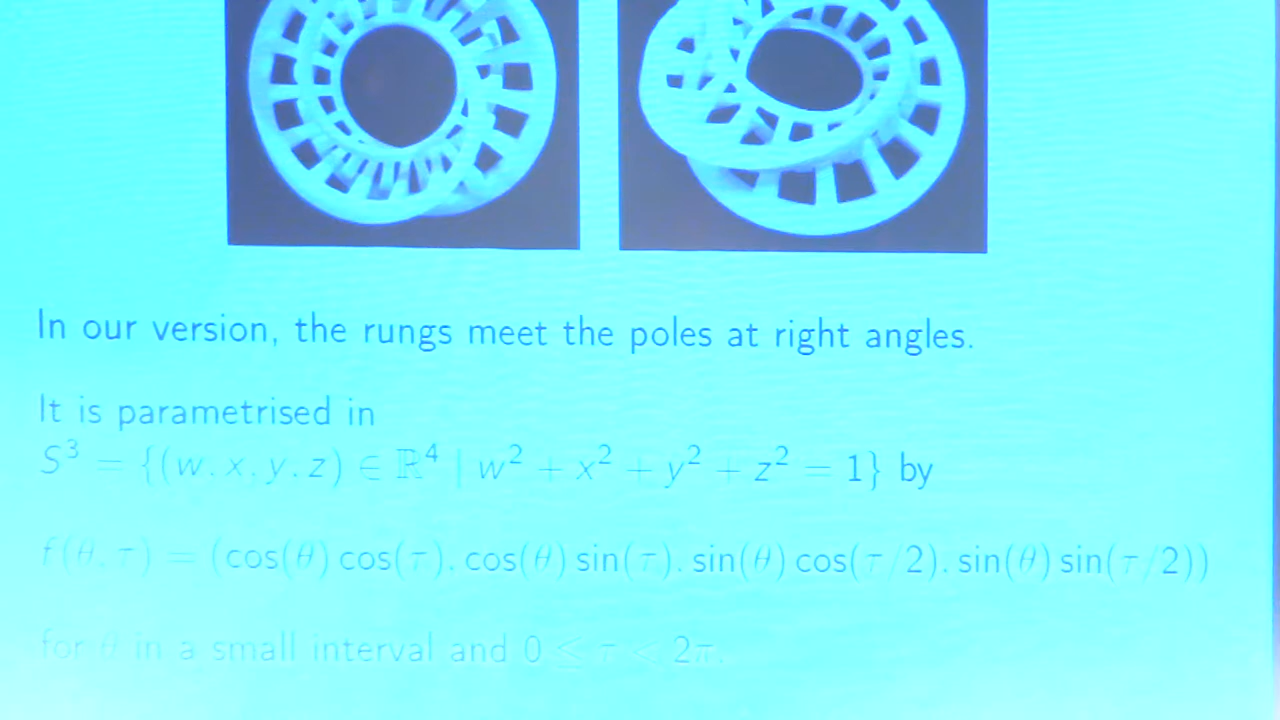 In our version, the rungs meet the poles at right angles.
It is parametrised in
S³ = {(w, x, y, z) ∈ ℝ⁴ | w² + x² + y² + z² = 1} by
f(θ, τ) = (cos(θ) cos(τ), cos(θ) sin(τ), sin(θ) cos(τ/2), sin(θ) sin(τ/2))
for θ in a small interval and 0 ≤ τ < 2π.